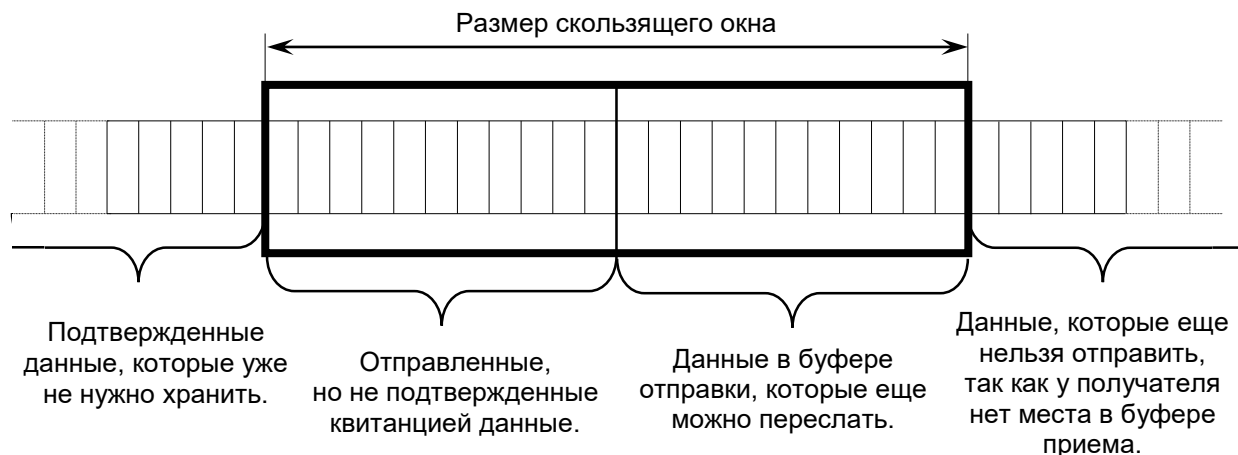 Размер скользящего окна
Подтвержденные
данные, которые уже
не нужно хранить.
Отправленные,
но не подтвержденные
квитанцией данные.
Данные в буфере
отправки, которые еще
можно переслать.
Данные, которые еще
нельзя отправить,
так как у получателя
нет места в буфере
приема.